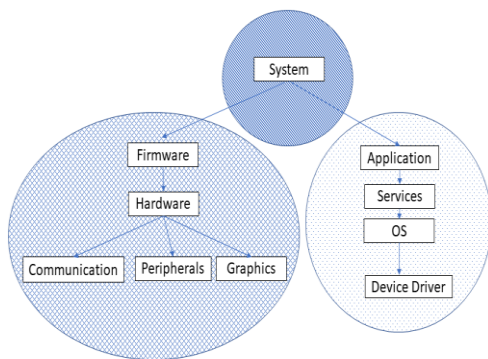 System
Firmware
Application
Hardware
Services
OS
Communication
Peripherals
Graphics
Device Driver